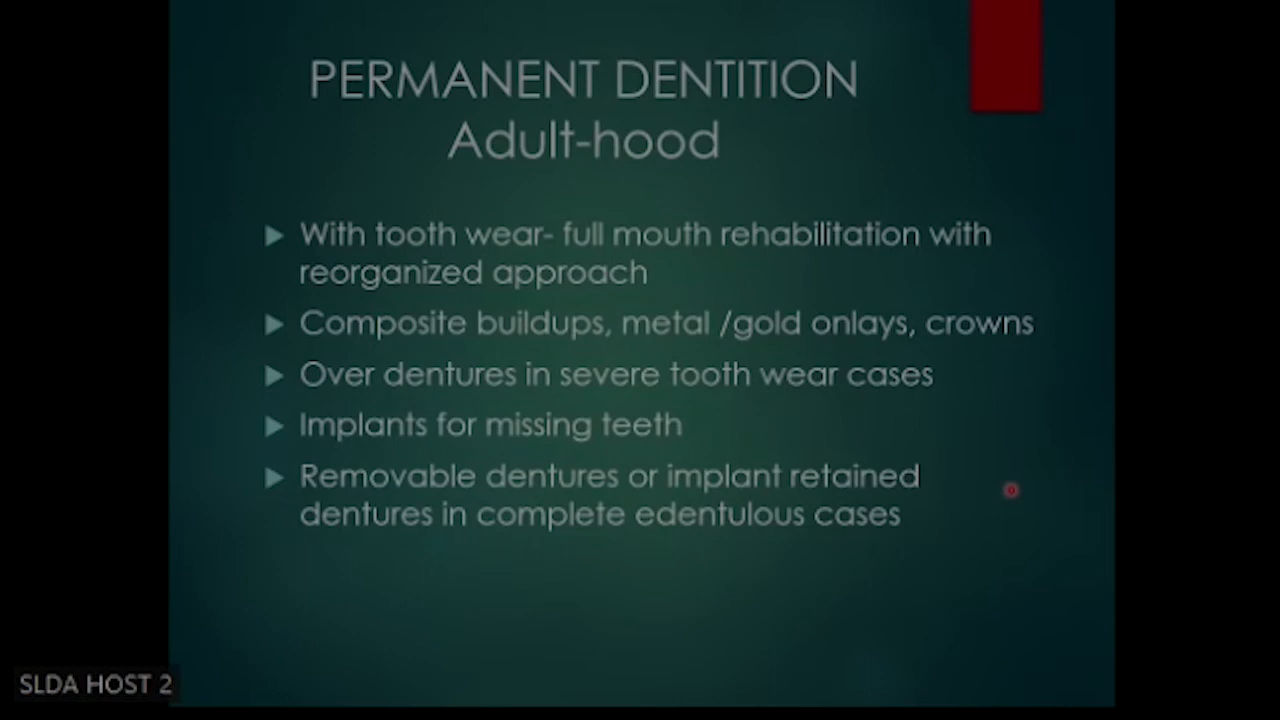 PERMANENT DENTITION
Adult-hood
With tooth wear- full mouth rehabilitation with
reorganized approach
Composite buildups, metal /gold onlays, crowns
Over dentures in severe tooth wear cases
Implants for missing teeth
Removable dentures or implant retained
dentures in complete edentulous cases
SLDA HOST 2